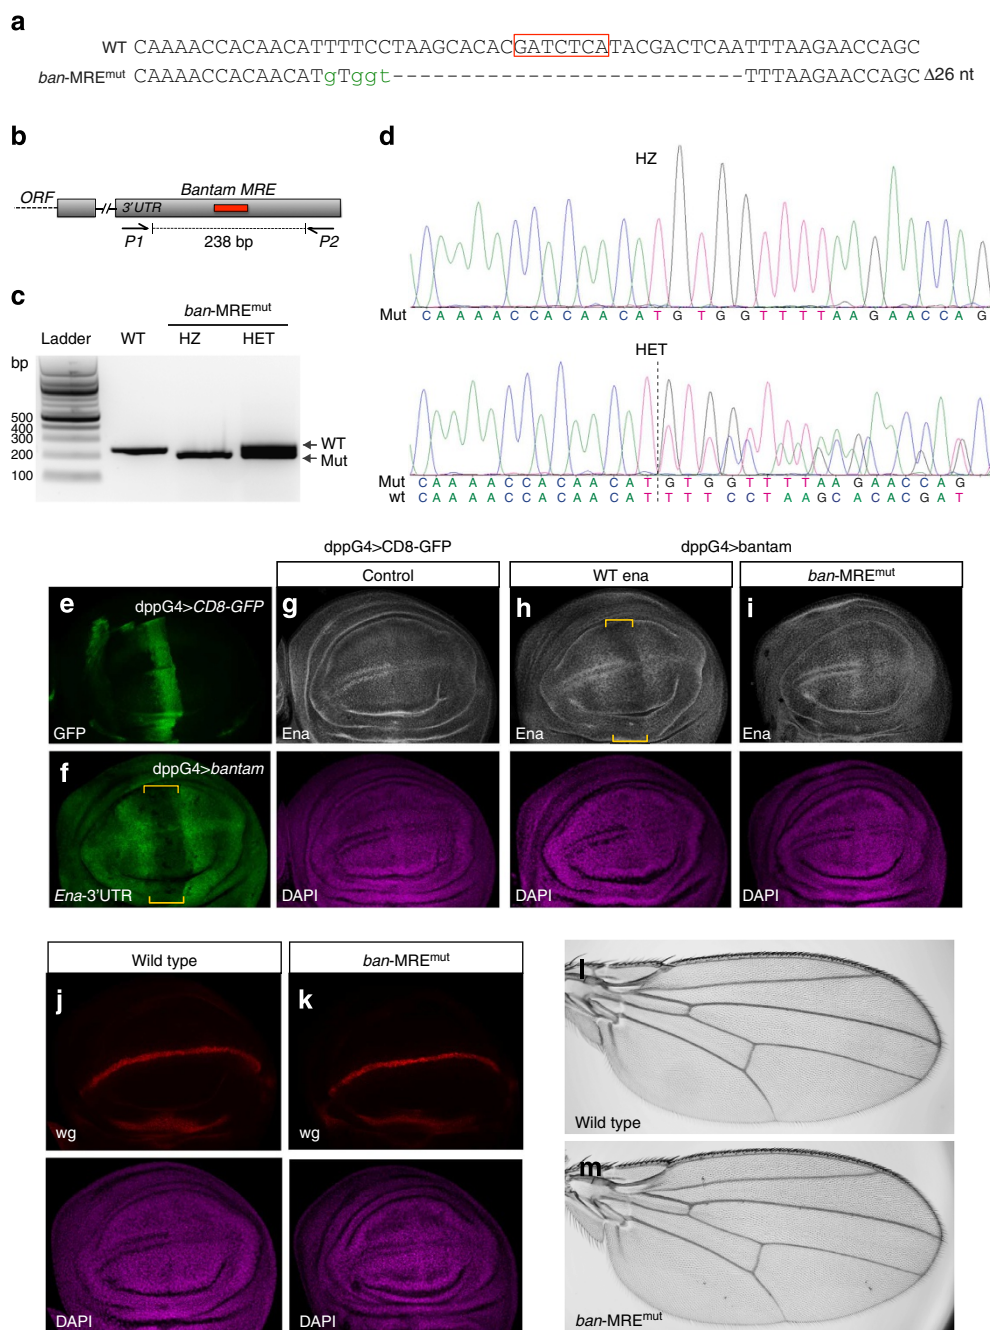 a
WT CAAAACCACAACATTTTCCTAAGCACACGATCTCATACGACTCAATTTAAGAACCAGC
ban-MREmut CAAAACCACAACATgTggt--------------------------TTTAAGAACCAGC Δ26 nt
b
ORF
3'UTR
Bantam MRE
P1
238 bp
P2
c
ban-MREmut
Ladder WT HZ HET
bp
500
400
300
200
100
WT
Mut
d
HZ
Mut C A A A A C C A C A A C A T G T G G T T T T A A G A A C C A G
HET
Mut C A A A A C C A C A A C A T G T G G T T T T A A G A A C C A G
wt C A A A A C C A C A A C A T T T T C C T A A G C A C A C G A T
dppG4>CD8-GFP
dppG4>bantam
Control
WT ena
ban-MREmut
e
dppG4>CD8-GFP
GFP
g
Ena
h
Ena
i
Ena
f
dppG4>bantam
Ena-3'UTR
DAPI
DAPI
DAPI
Wild type
ban-MREmut
j
wg
k
wg
DAPI
DAPI
l
Wild type
m
ban-MREmut